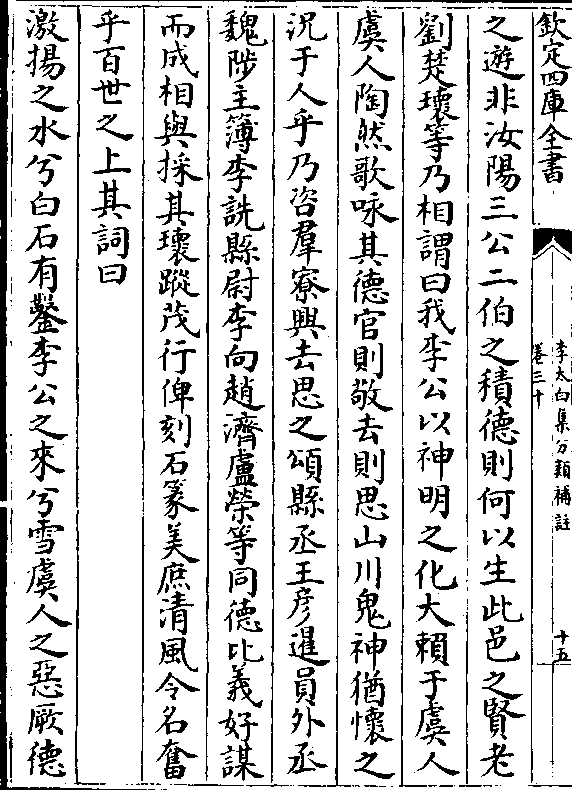 欽定四庫全書
李太白集分類補註
卷三十
十五
之遊非汝陽三公二伯之積德則何以生此邑之賢老
劉楚瓌等乃相謂曰我李公以神明之化大賴于虞人
虞人陶然歌咏其德官則敬去則思山川鬼神猶懷之
況于人乎乃咨羣寮興去思之頌縣丞王彦暹員外丞
魏陟主簿李詵縣尉李向趙濟盧榮等同德比義好謀
而成相與採其瓌蹤茂行俾刻石篆美庶清風令名奮
乎百世之上其詞曰
激揚之水兮白石有鑿李公之來兮雪虞人之惡厥德